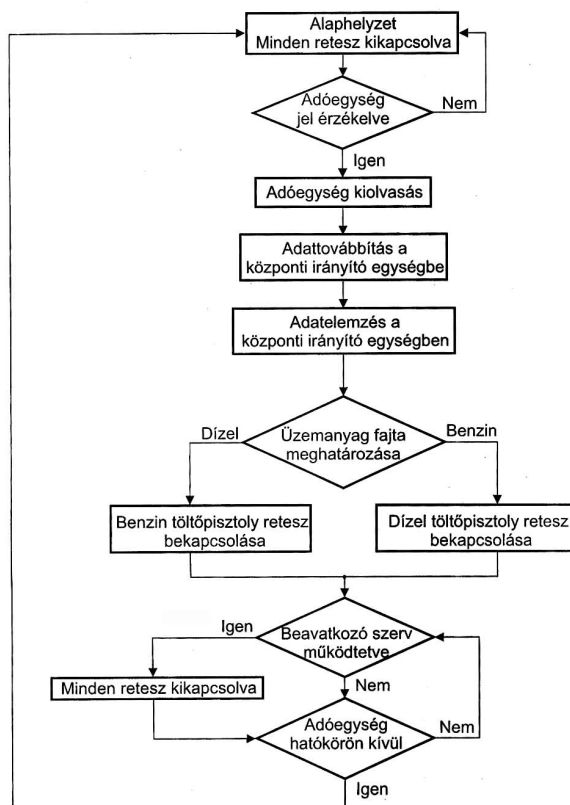 Alaphelyzet
Minden retesz kikapcsolva
Adóegység
jel érzékelve
Nem
Igen
Adóegység kiolvasás
Adattovábbítás a
központi irányító egységbe
Adatelemzés a
központi irányító egységben
Dízel
Üzemanyag fajta
meghatározása
Benzin
Benzin töltőpisztoly retesz
bekapcsolása
Dízel töltőpisztoly retesz
bekapcsolása
Igen
Beavatkozó szerv
működtetve
Minden retesz kikapcsolva
Nem
Adóegység
hatókörön kívül
Nem
Igen